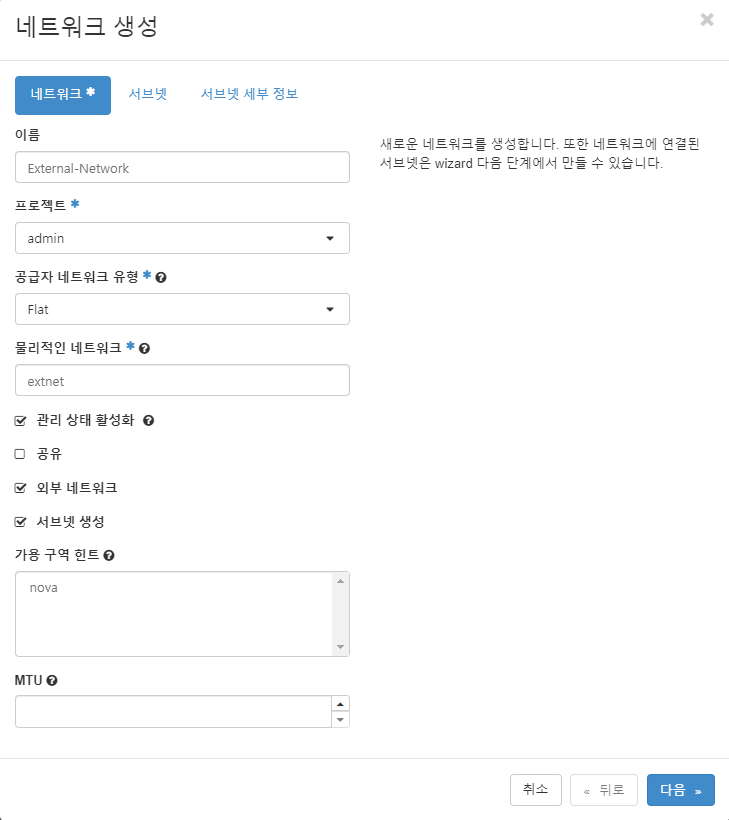 네트워크 생성
×
네트워크 *
서브넷
서브넷 세부 정보
이름
External-Network
새로운 네트워크를 생성합니다. 또한 네트워크에 연결된
서브넷은 wizard 다음 단계에서 만들 수 있습니다.
프로젝트 *
admin
공급자 네트워크 유형 * ?
Flat
물리적인 네트워크 * ?
extnet
관리 상태 활성화 ?
공유
외부 네트워크
서브넷 생성
가용 구역 힌트 ?
nova
MTU ?
취소
« 뒤로
다음 »